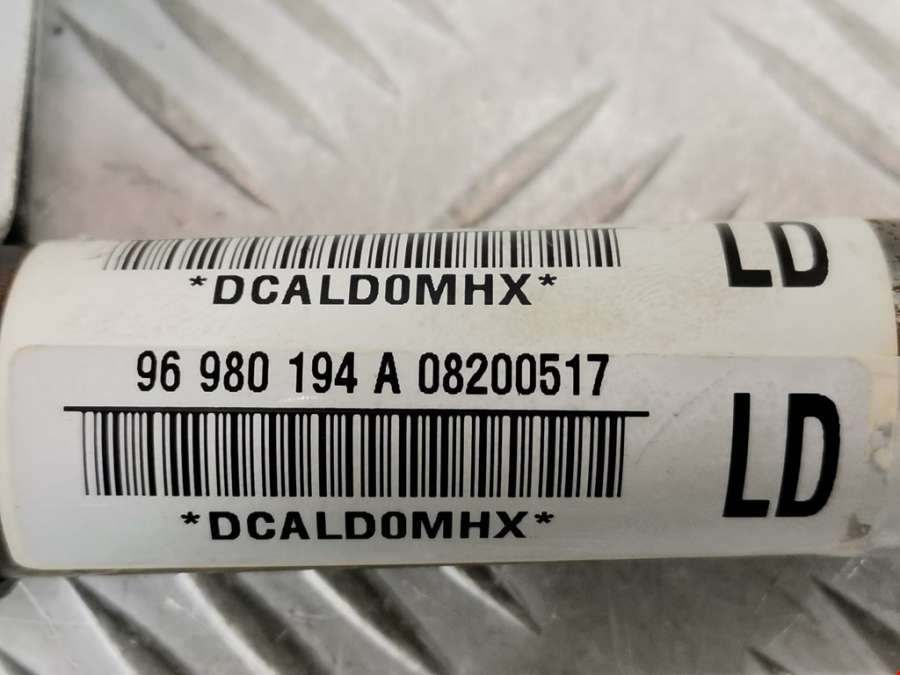 *DCALD0MHX*
LD
96 980 194 A 08200517
*DCALD0MHX*
LD